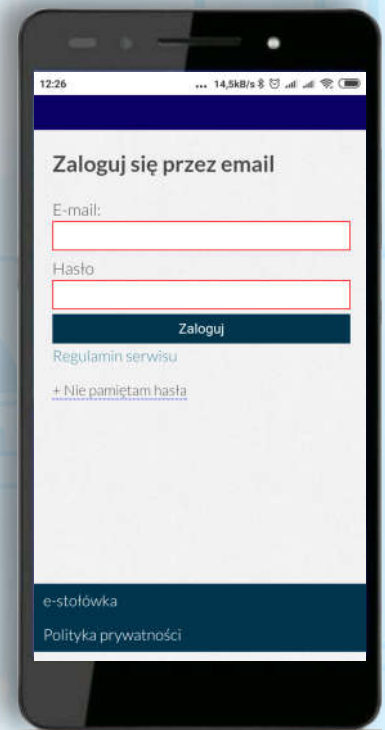 12:26 ... 14,5kB/s
Zaloguj się przez email
E-mail:
Hasło
Zaloguj
Regulamin serwisu
+ Nie pamiętam hasła
e-stołówka
Polityka prywatności